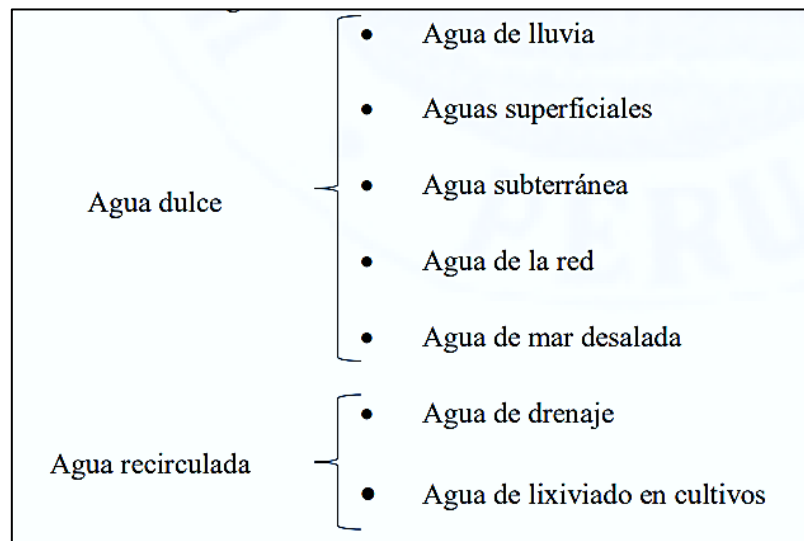 Agua dulce
• Agua de lluvia
• Aguas superficiales
• Agua subterránea
• Agua de la red
• Agua de mar desalada
Agua recirculada
• Agua de drenaje
• Agua de lixiviado en cultivos
PERU